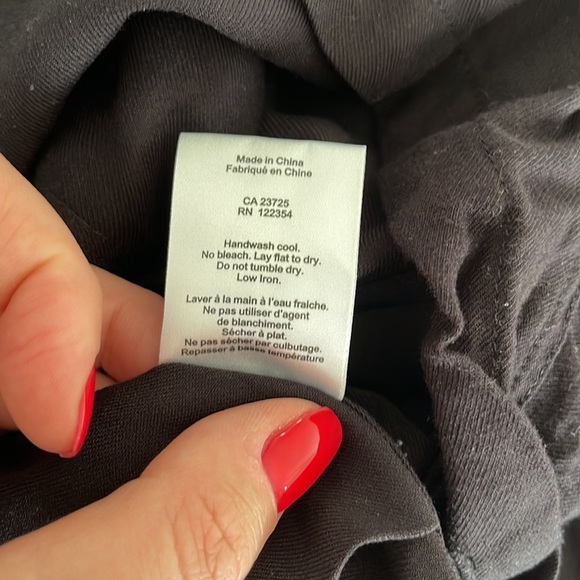 Made in China
Fabriqué en Chine
CA 23725
RN 122354
Handwash cool.
No bleach. Lay flat to dry.
Do not tumble dry.
Low Iron.
Laver à la main à l'eau fraiche.
Ne pas utiliser d'agent
de blanchiment.
Sécher à plat.
Ne pas sécher par culbutage.
Repasser à basse température